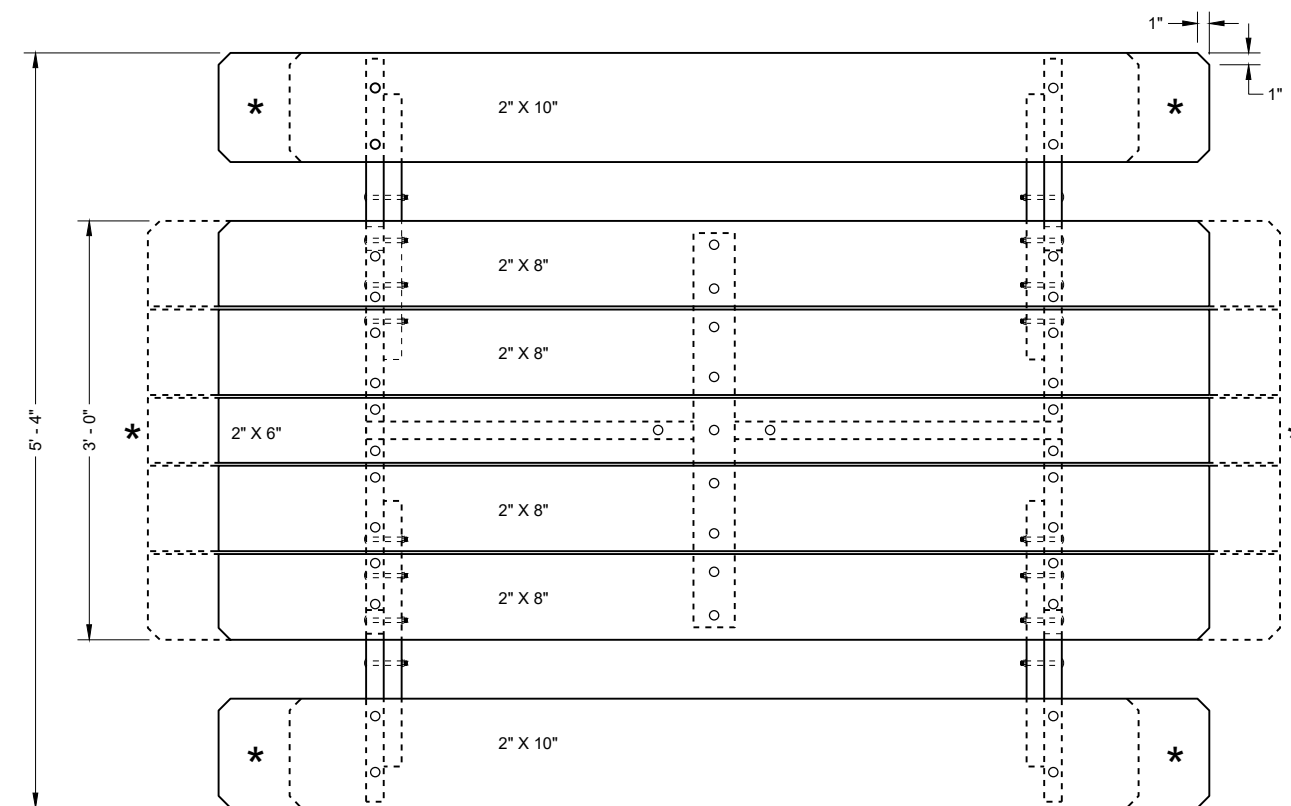 1"
1"
* 2" X 10" *
2" X 8"
2" X 8"
5' - 4"
3' - 0"
* 2" X 6" *
2" X 8"
2" X 8"
* 2" X 10" *